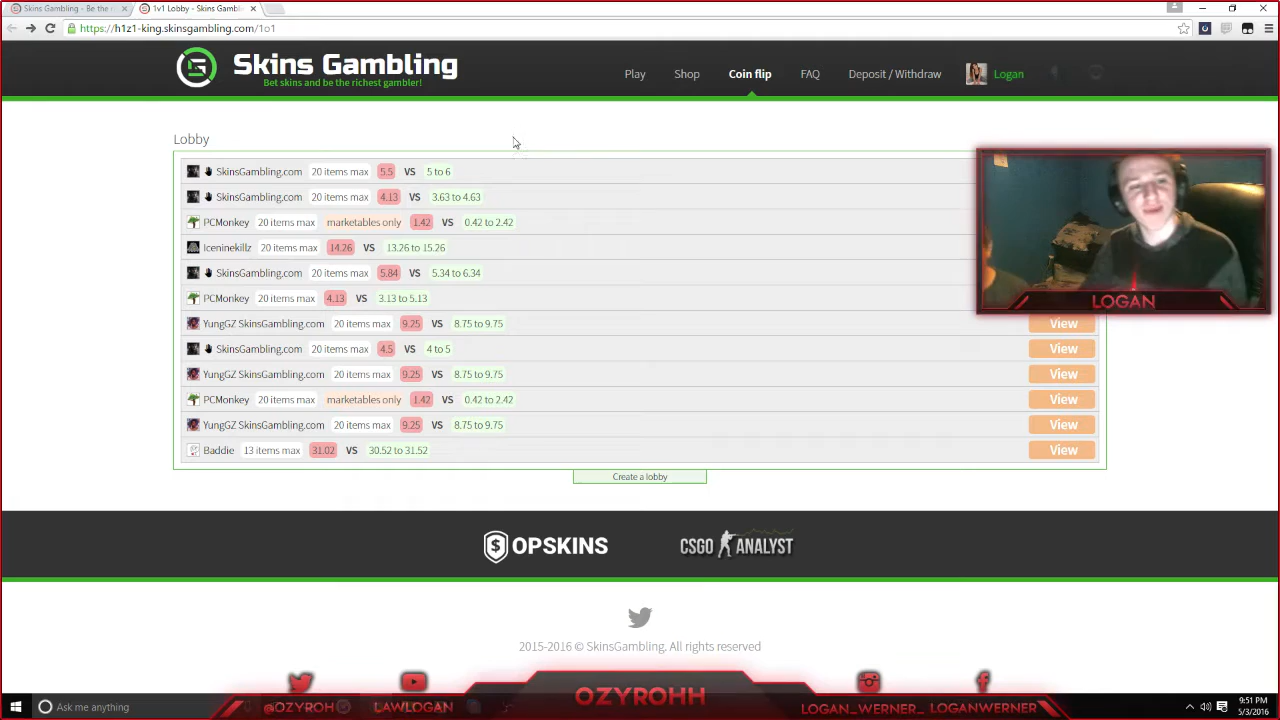 Skins Gambling - Be the
1v1 Lobby - Skins Gambl
https://h1z1-king.skinsgambling.com/1o1
Skins Gambling
Bet skins and be the richest gambler!
Play
Shop
Coin flip
FAQ
Deposit / Withdraw
Logan
Lobby
SkinsGambling.com 20 items max 5.5 VS 5 to 6
SkinsGambling.com 20 items max 4.13 VS 3.63 to 4.63
PCMonkey 20 items max marketables only 1.42 VS 0.42 to 2.42
Iceninekillz 20 items max 14.26 VS 13.26 to 15.26
SkinsGambling.com 20 items max 5.84 VS 5.34 to 6.34
PCMonkey 20 items max 4.13 VS 3.13 to 5.13
LOGAN
YungGZ SkinsGambling.com 20 items max 9.25 VS 8.75 to 9.75 View
SkinsGambling.com 20 items max 4.5 VS 4 to 5 View
YungGZ SkinsGambling.com 20 items max 9.25 VS 8.75 to 9.75 View
PCMonkey 20 items max marketables only 1.42 VS 0.42 to 2.42 View
YungGZ SkinsGambling.com 20 items max 9.25 VS 8.75 to 9.75 View
Baddie 13 items max 31.02 VS 30.52 to 31.52 View
Create a lobby
$ OPSKINS
CSGO ANALYST
2015-2016 © SkinsGambling. All rights reserved
Ask me anything
@OZYROH
LAWLOGAN
OZYROHH
LOGAN_WERNER_
LOGANWERNER
9:51 PM
5/3/2016